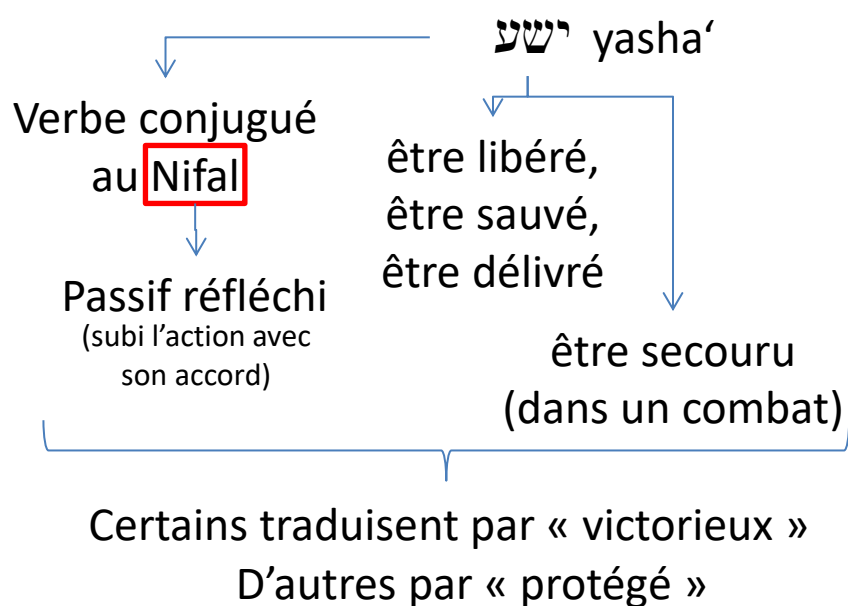 ישע yasha‘
Verbe conjugué
au Nifal
Passif réfléchi
(subi l’action avec
son accord)
être libéré,
être sauvé,
être délivré
être secouru
(dans un combat)
Certains traduisent par « victorieux »
D’autres par « protégé »